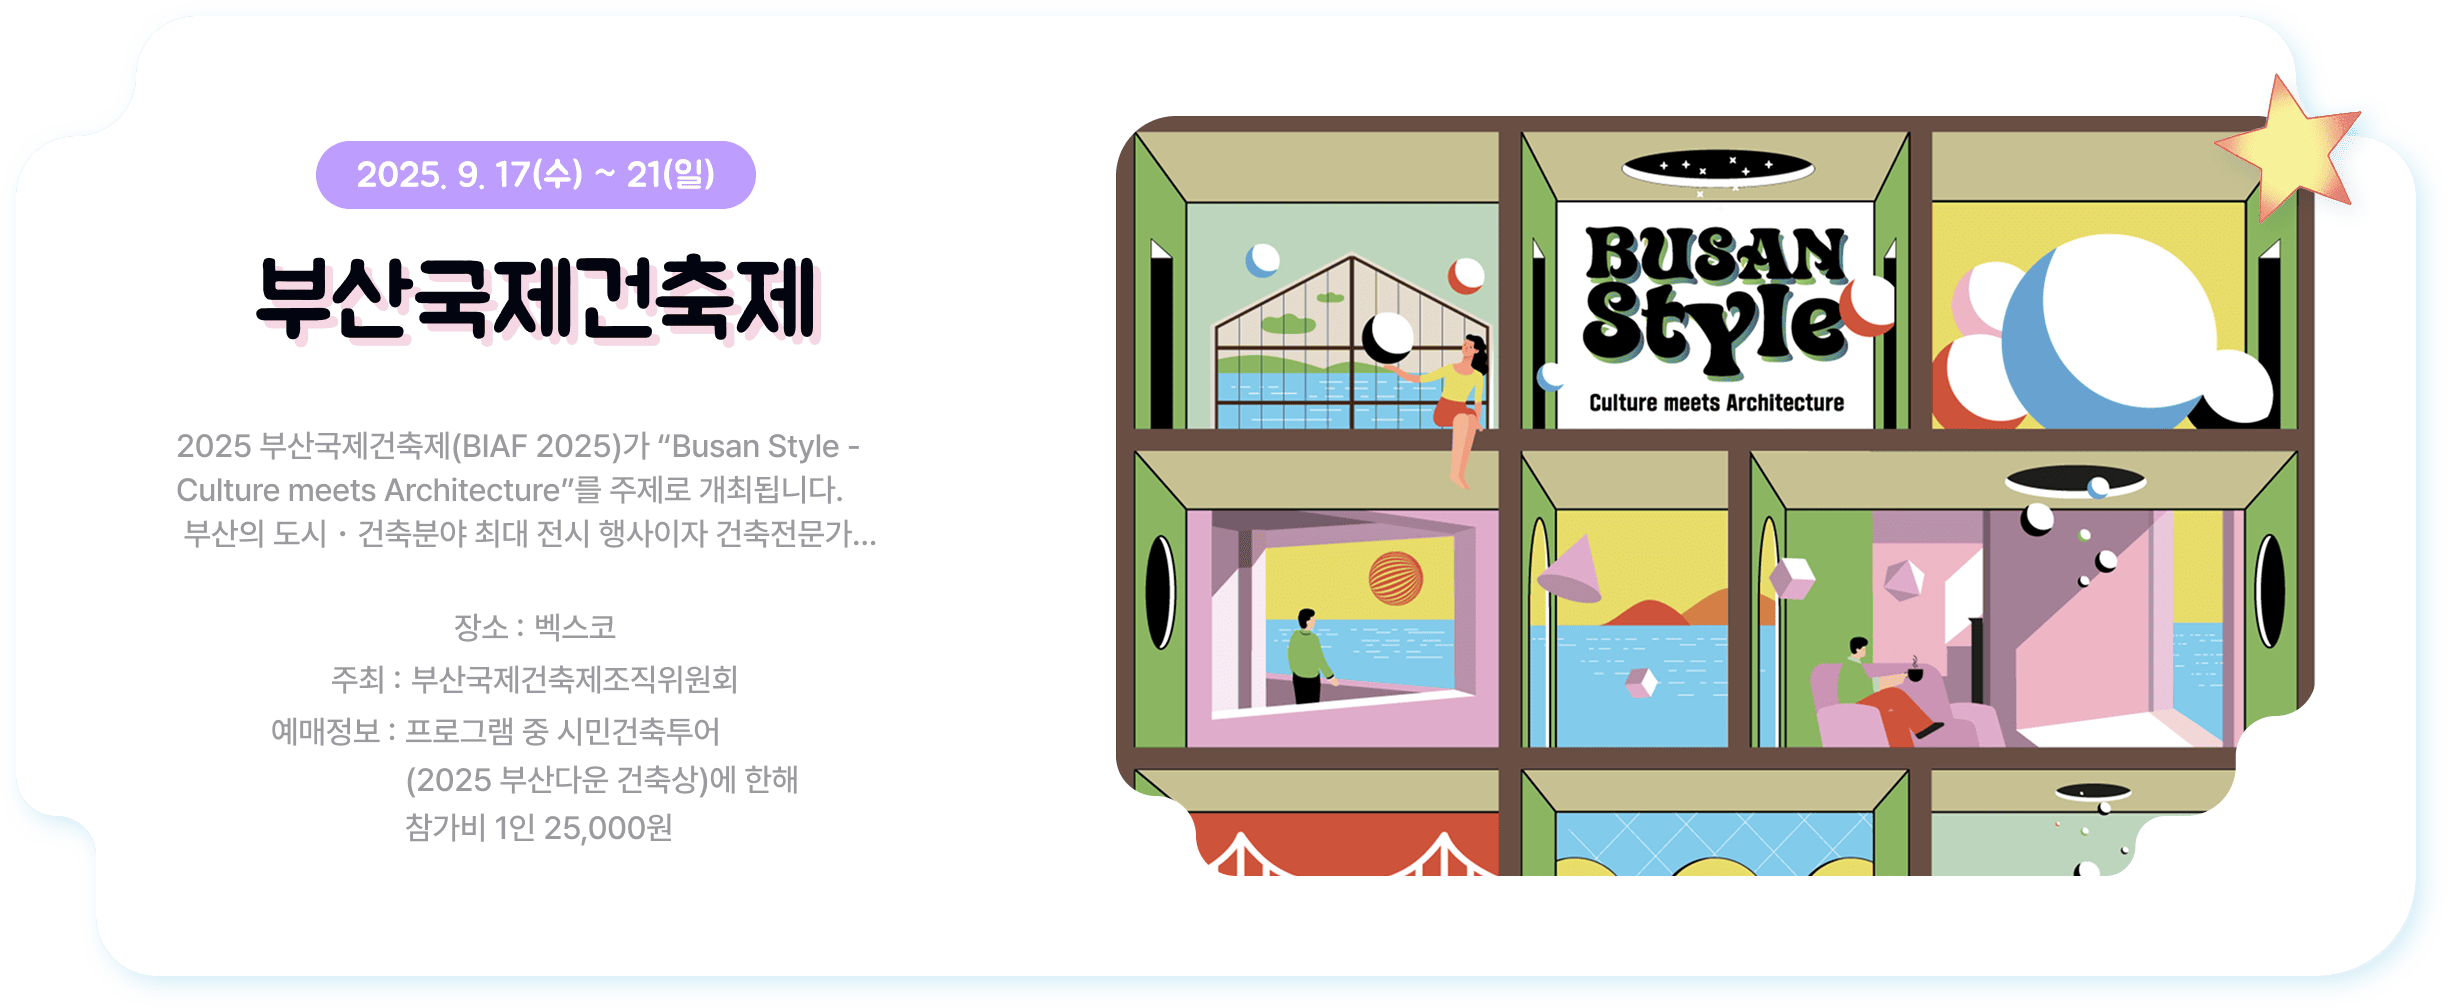 2025. 9. 17(수) ~ 21(일)
부산국제건축제
2025 부산국제건축제(BIAF 2025)가 “Busan Style -
Culture meets Architecture”를 주제로 개최됩니다.
부산의 도시・건축분야 최대 전시 행사이자 건축전문가...
장소 : 벡스코
주최 : 부산국제건축제조직위원회
예매정보 : 프로그램 중 시민건축투어
(2025 부산다운 건축상)에 한해
참가비 1인 25,000원
BUSAN
Style
Culture meets Architecture